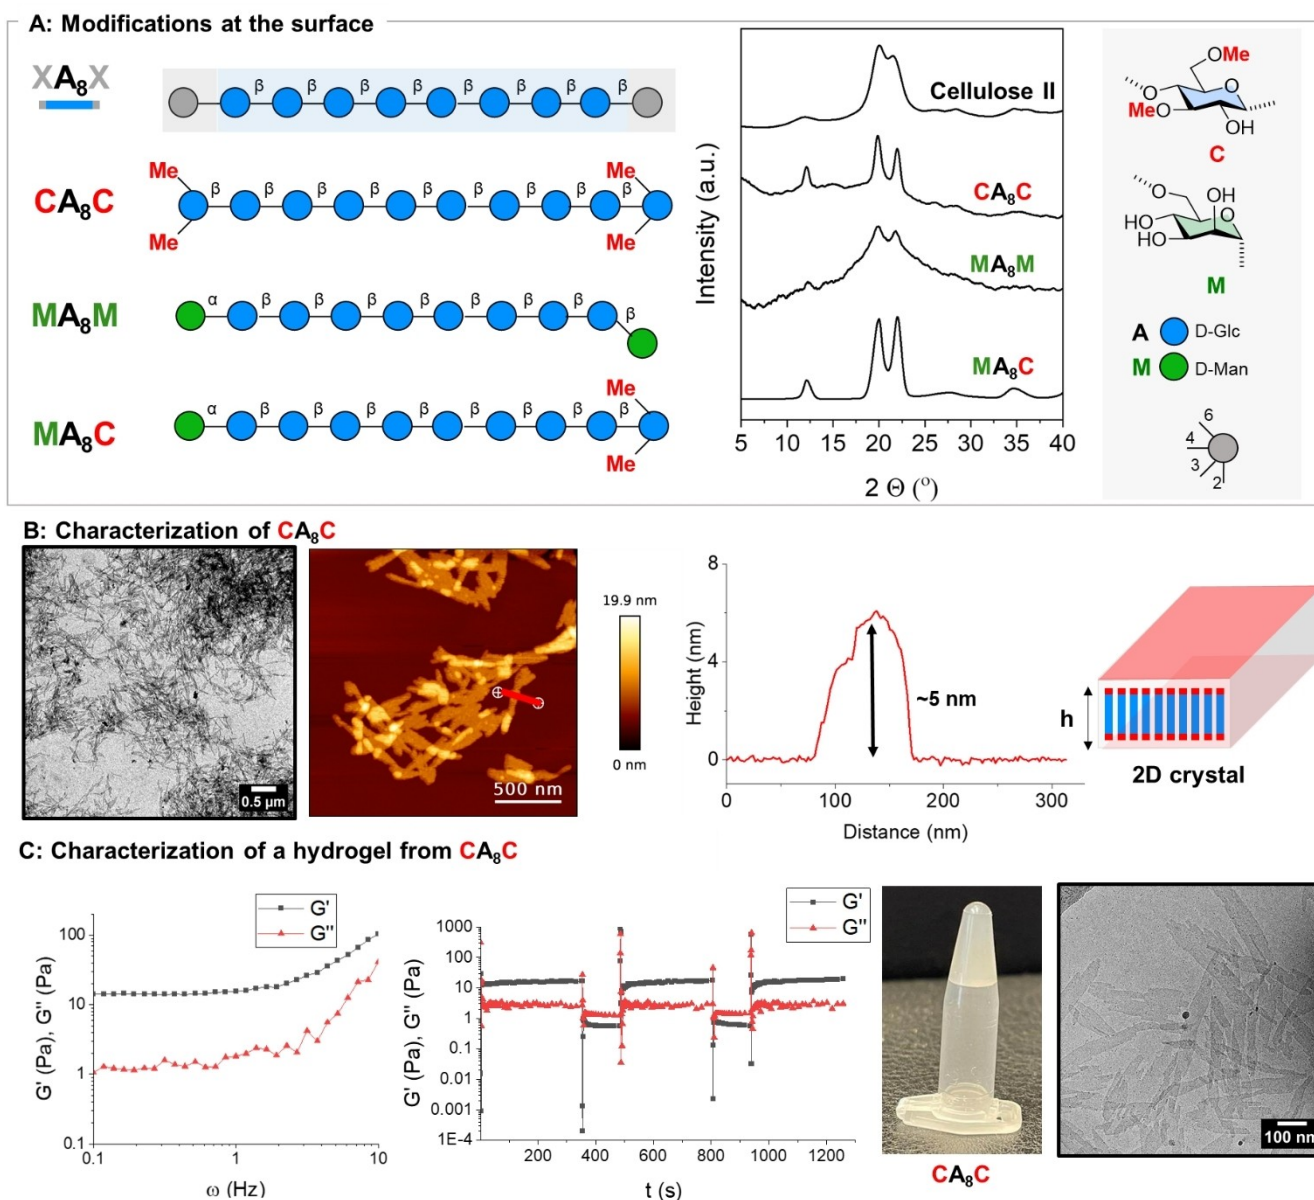 A: Modifications at the surface
XA₈X
β β β β β β β β
CA₈C
Me Me
β β β β β β β β β
Me Me
MA₈M
α β β β β β β β β
MA₈C
Me
α β β β β β β β β
Me
Intensity (a.u.)
Cellulose II
CA₈C
MA₈M
MA₈C
5 10 15 20 25 30 35 40
2 Θ (°)
OMe
O
O
MeO
OH
C
O
OH
HO
O
HO
M
A D-Glc
M D-Man
6
4
3
2
B: Characterization of CA₈C
0.5 µm
500 nm
19.9 nm
0 nm
Height (nm)
8
4
0
~5 nm
0 100 200 300
Distance (nm)
h
2D crystal
C: Characterization of a hydrogel from CA₈C
G' (Pa), G'' (Pa)
G'
G''
100
10
1
0.1
0.1 1 10
ω (Hz)
G' (Pa), G'' (Pa)
G'
G''
1000
100
10
1
0.1
0.01
0.001
1E-4
200 400 600 800 1000 1200
t (s)
CA₈C
100 nm